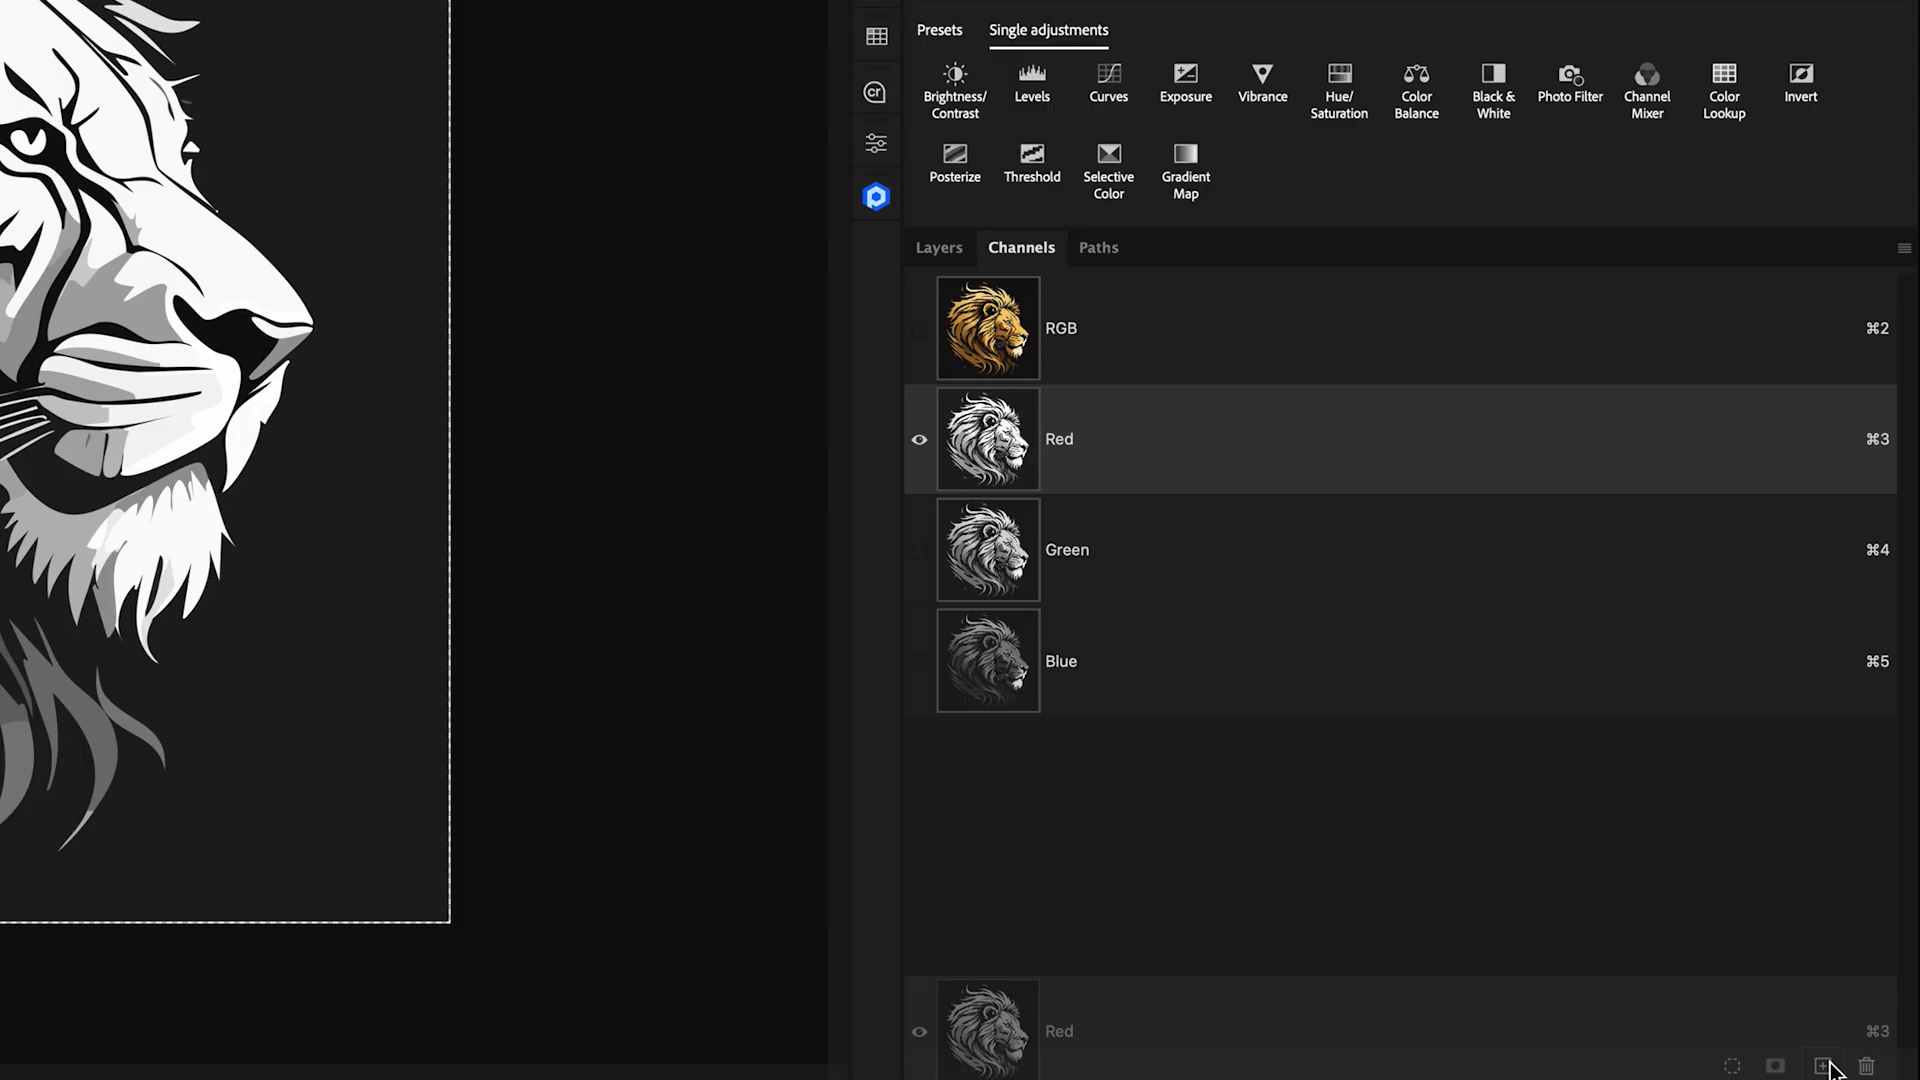 Presets
Single adjustments
Brightness/
Contrast
Levels
Curves
Exposure
Vibrance
Hue/
Saturation
Color
Balance
Black &
White
Photo Filter
Channel
Mixer
Color
Lookup
Invert
Posterize
Threshold
Selective
Color
Gradient
Map
cr
Layers
Channels
Paths
RGB ⌘2
Red ⌘3
Green ⌘4
Blue ⌘5
Red ⌘3